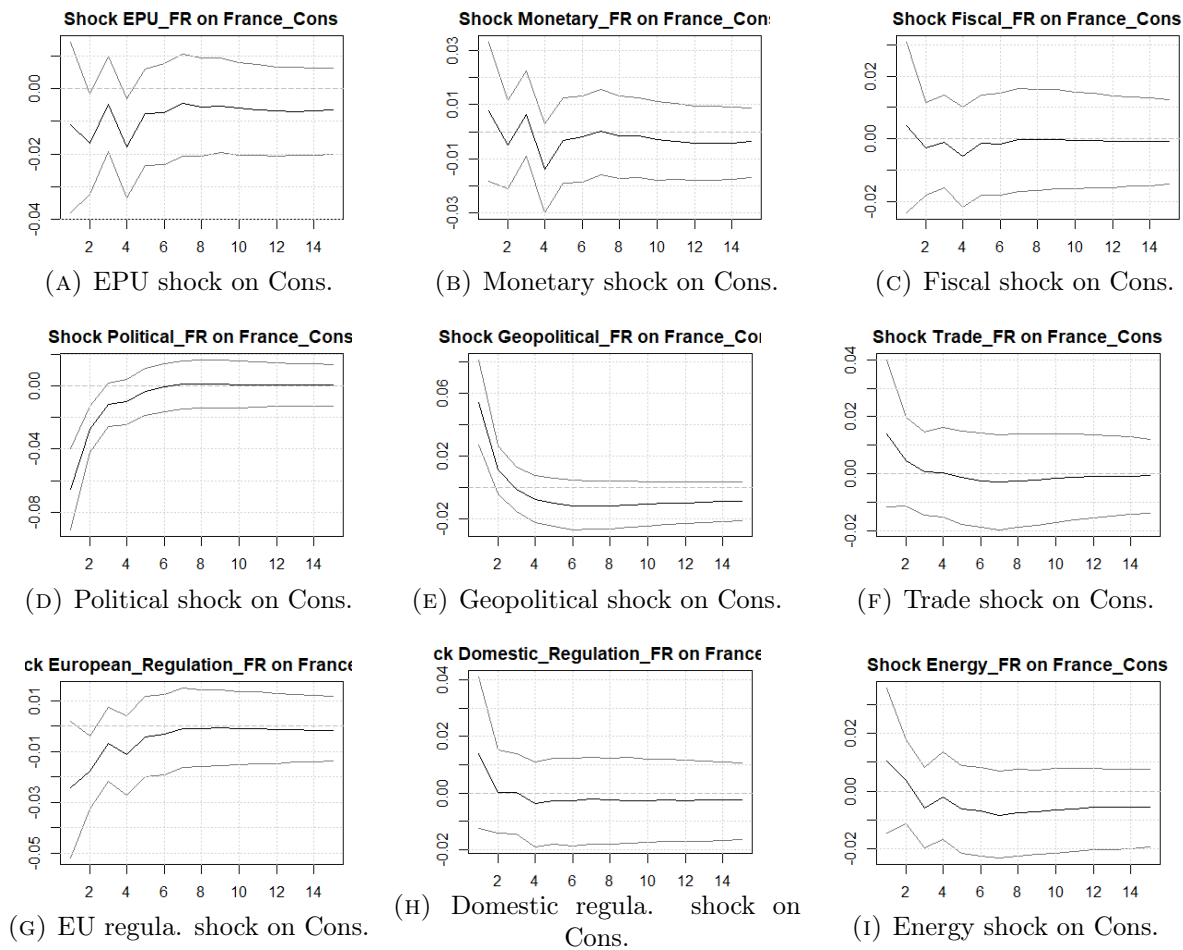 Shock EPU_FR on France_Cons
0.00
-0.02
-0.04
2 4 6 8 10 12 14
(A) EPU shock on Cons.
Shock Monetary_FR on France_Cons
0.03
0.01
-0.01
-0.03
2 4 6 8 10 12 14
(B) Monetary shock on Cons.
Shock Fiscal_FR on France_Cons
0.02
0.00
-0.02
2 4 6 8 10 12 14
(C) Fiscal shock on Cons.
Shock Political_FR on France_Cons
0.00
-0.04
-0.08
2 4 6 8 10 12 14
(D) Political shock on Cons.
Shock Geopolitical_FR on France_Co
0.06
0.02
-0.02
2 4 6 8 10 12 14
(E) Geopolitical shock on Cons.
Shock Trade_FR on France_Cons
0.04
0.02
0.00
-0.02
2 4 6 8 10 12 14
(F) Trade shock on Cons.
ck European_Regulation_FR on France
0.01
-0.01
-0.03
-0.05
2 4 6 8 10 12 14
(G) EU regula. shock on Cons.
ck Domestic_Regulation_FR on France
0.04
0.02
0.00
-0.02
2 4 6 8 10 12 14
(H) Domestic regula. shock on
Cons.
Shock Energy_FR on France_Cons
0.02
0.00
-0.02
2 4 6 8 10 12 14
(I) Energy shock on Cons.